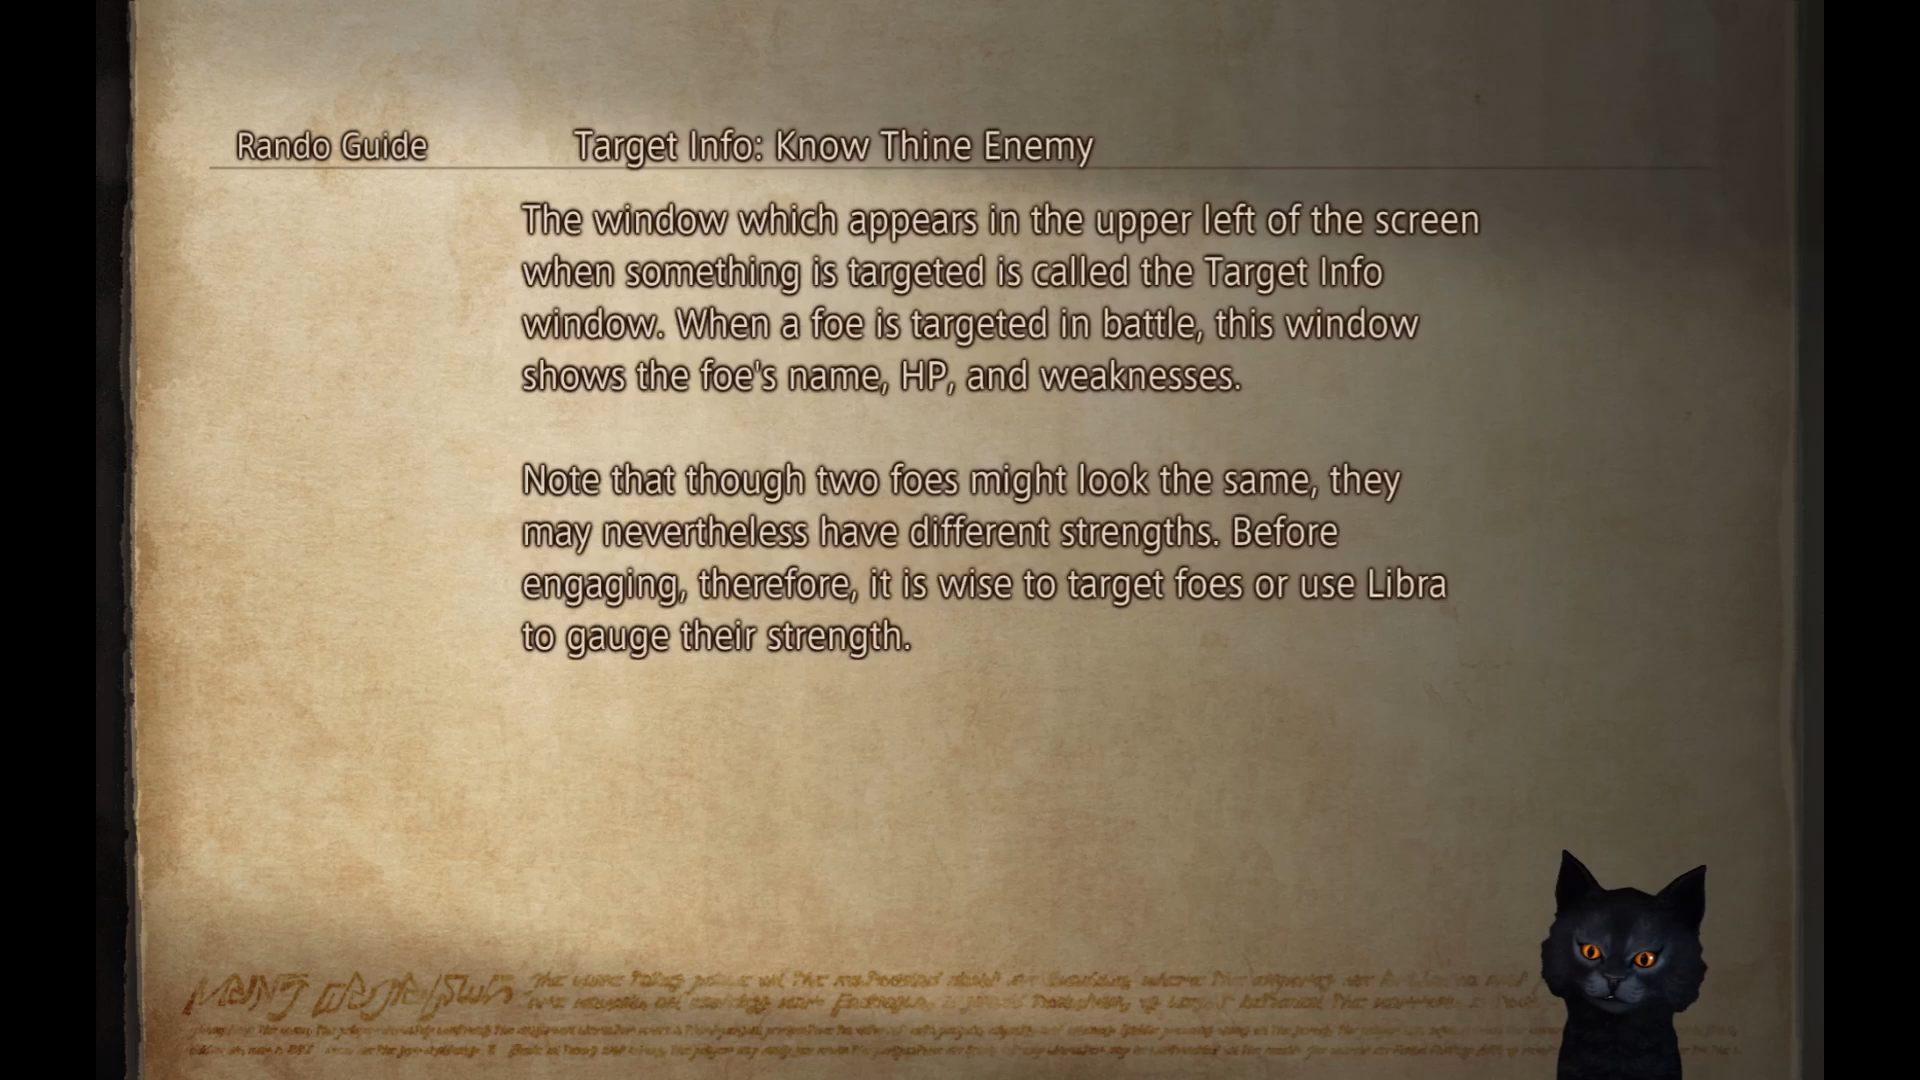 Rando Guide Target Info: Know Thine Enemy
The window which appears in the upper left of the screen
when something is targeted is called the Target Info
window. When a foe is targeted in battle, this window
shows the foe's name, HP, and weaknesses.
Note that though two foes might look the same, they
may nevertheless have different strengths. Before
engaging, therefore, it is wise to target foes or use Libra
to gauge their strength.